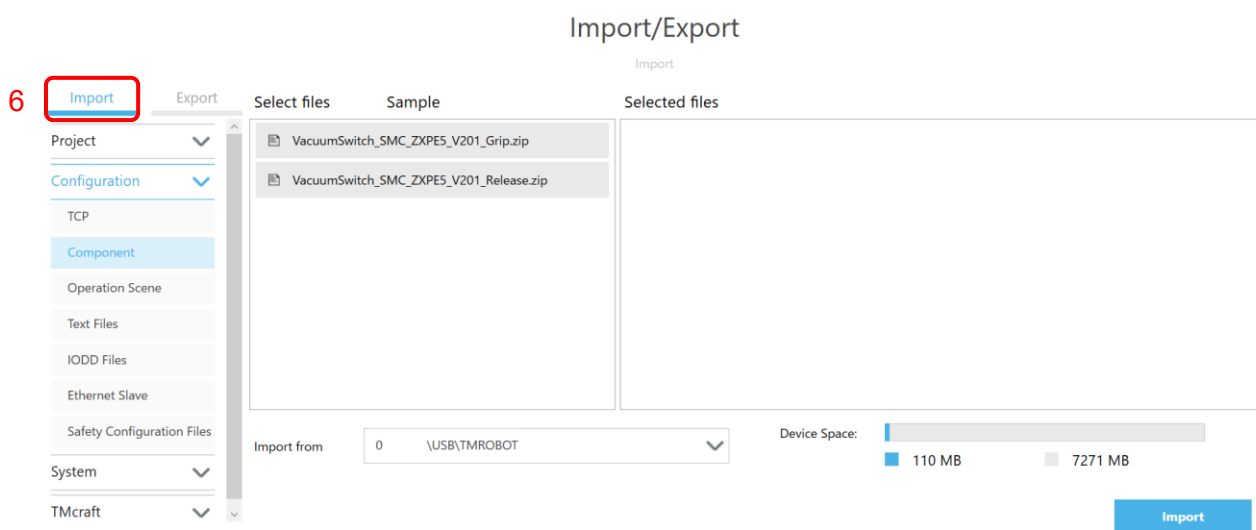 Import/Export
Import
6
Import Export
Select files Sample Selected files
Project
Configuration
TCP
Component
Operation Scene
Text Files
IODD Files
Ethernet Slave
Safety Configuration Files
System
TMcraft
VacuumSwitch_SMC_ZXPE5_V201_Grip.zip
VacuumSwitch_SMC_ZXPE5_V201_Release.zip
Import from 0 \USB\TMROBOT
Device Space:
110 MB 7271 MB
Import